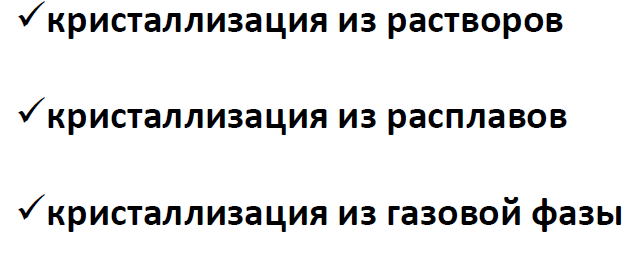 ✓кристаллизация из растворов
✓кристаллизация из расплавов
✓кристаллизация из газовой фазы